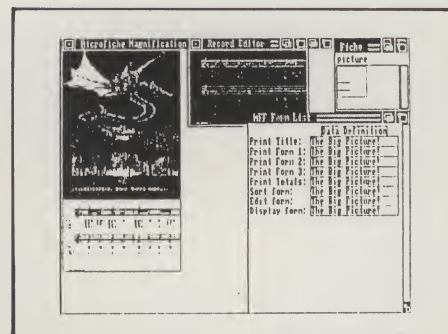 Microfiche Magnification
Record Editor
Fiche
picture
WFF Form List
Data Definition
Print Title: The Big Picture!
Print Form 1: The Big Picture!
Print Form 2: The Big Picture!
Print Form 3: The Big Picture!
Print Totals: The Big Picture!
Sort form: The Big Picture!
Edit form: The Big Picture!
Display form: The Big Picture!